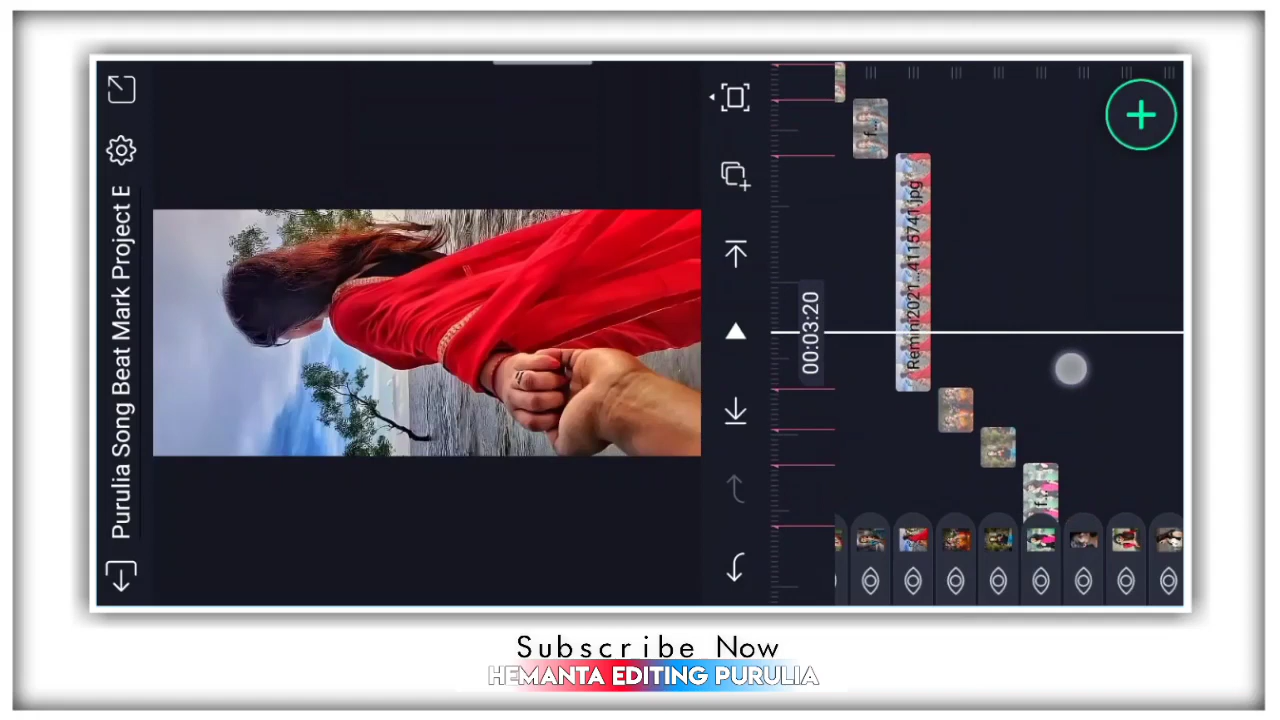 Purulia Song Beat Mark Project E
00:03:20
f...
Remini2021...4115741.jpg
f...
Subscribe Now
HEMANTA EDITING PURULIA